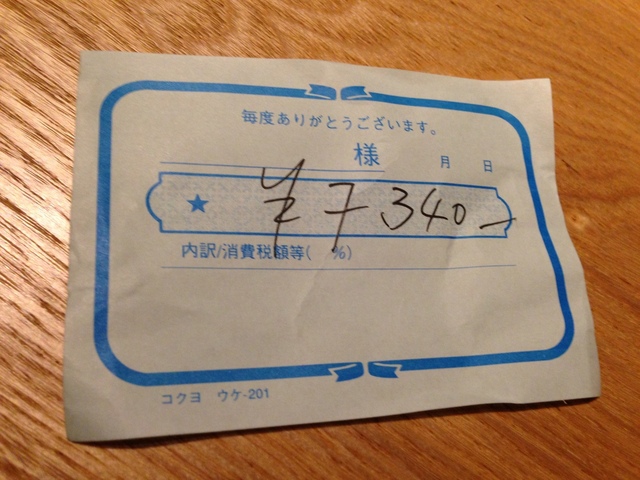 毎度ありがとうございます。
様 月 日
★ ¥7340-
内訳/消費税額等( %)
コクヨ ウケ-201